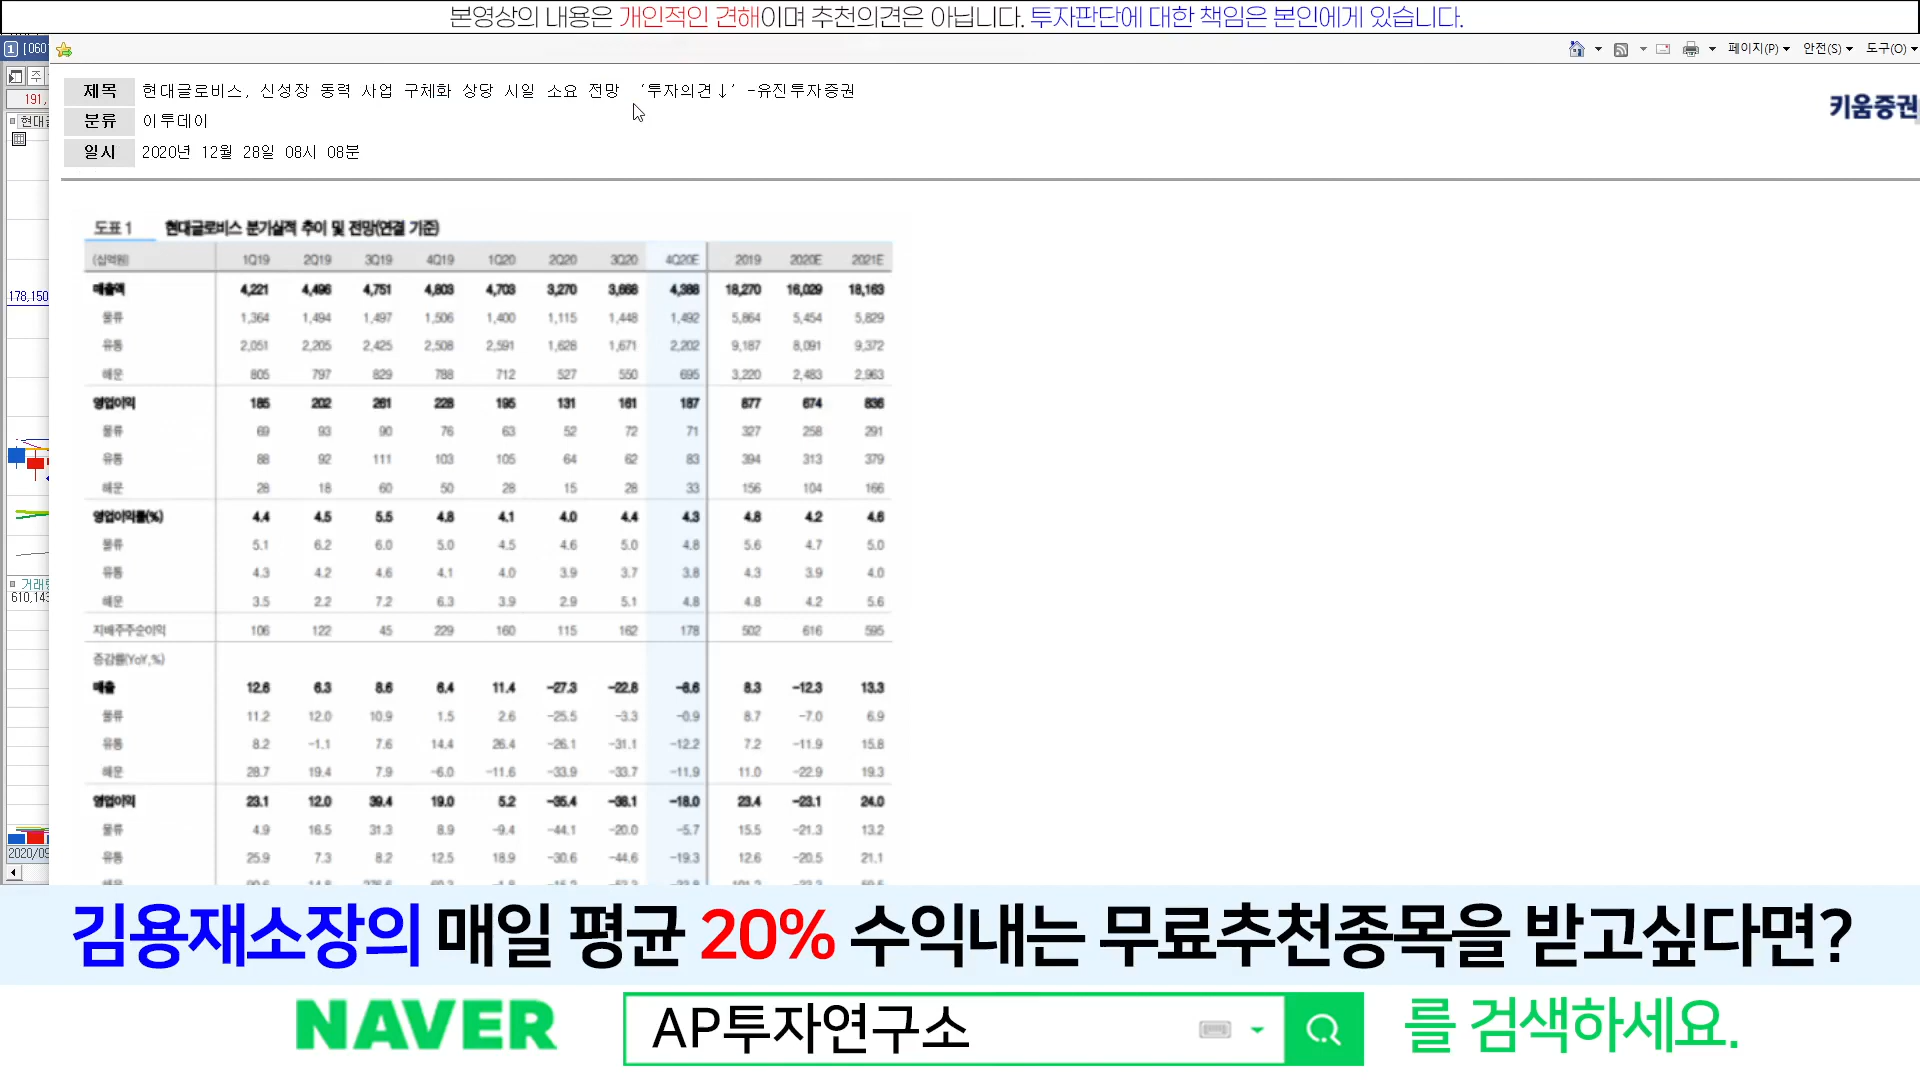 본영상의 내용은 개인적인 견해이며 추천의견은 아닙니다. 투자판단에 대한 책임은 본인에게 있습니다.
1 [060
페이지(P) 안전(S) 도구(O)
주
191,
현대글
178,150
거래량
610,143
2020/09
제목 현대글로비스, 신성장 동력 사업 구체화 상당 시일 소요 전망 ‘투자의견↓’ -유진투자증권
키움증권
분류 이투데이
일시 2020년 12월 28일 08시 08분
도표 1 현대글로비스 분기실적 추이 및 전망(연결 기준)
(십억원) 1Q19 2Q19 3Q19 4Q19 1Q20 2Q20 3Q20 4Q20E 2019 2020E 2021E
매출액 4,221 4,496 4,751 4,803 4,703 3,270 3,668 4,388 18,270 16,029 18,163
물류 1,364 1,494 1,497 1,506 1,400 1,115 1,448 1,492 5,864 5,454 5,829
유통 2,051 2,205 2,425 2,508 2,591 1,628 1,671 2,202 9,187 8,091 9,372
해운 805 797 829 788 712 527 550 695 3,220 2,483 2,963
영업이익 185 202 261 228 195 131 161 187 877 674 836
물류 69 93 90 76 63 52 72 71 327 258 291
유통 88 92 111 103 105 64 62 83 394 313 379
해운 28 18 60 50 28 15 28 33 156 104 166
영업이익률(%) 4.4 4.5 5.5 4.8 4.1 4.0 4.4 4.3 4.8 4.2 4.6
물류 5.1 6.2 6.0 5.0 4.5 4.6 5.0 4.8 5.6 4.7 5.0
유통 4.3 4.2 4.6 4.1 4.0 3.9 3.7 3.8 4.3 3.9 4.0
해운 3.5 2.2 7.2 6.3 3.9 2.9 5.1 4.8 4.8 4.2 5.6
지배주주순이익 106 122 45 229 160 115 162 178 502 616 595
증감률(YoY,%)
매출 12.6 6.3 8.6 6.4 11.4 -27.3 -22.8 -8.6 8.3 -12.3 13.3
물류 11.2 12.0 10.9 1.5 2.6 -25.5 -3.3 -0.9 8.7 -7.0 6.9
유통 8.2 -1.1 7.6 14.4 26.4 -26.1 -31.1 -12.2 7.2 -11.9 15.8
해운 28.7 19.4 7.9 -6.0 -11.6 -33.9 -33.7 -11.9 11.0 -22.9 19.3
영업이익 23.1 12.0 39.4 19.0 5.2 -35.4 -38.1 -18.0 23.4 -23.1 24.0
물류 4.9 16.5 31.3 8.9 -9.4 -44.1 -20.0 -5.7 15.5 -21.3 13.2
유통 25.9 7.3 8.2 12.5 18.9 -30.6 -44.6 -19.3 12.6 -20.5 21.1
김용재소장의 매일 평균 20% 수익내는 무료추천종목을 받고싶다면?
NAVER AP투자연구소 를 검색하세요.